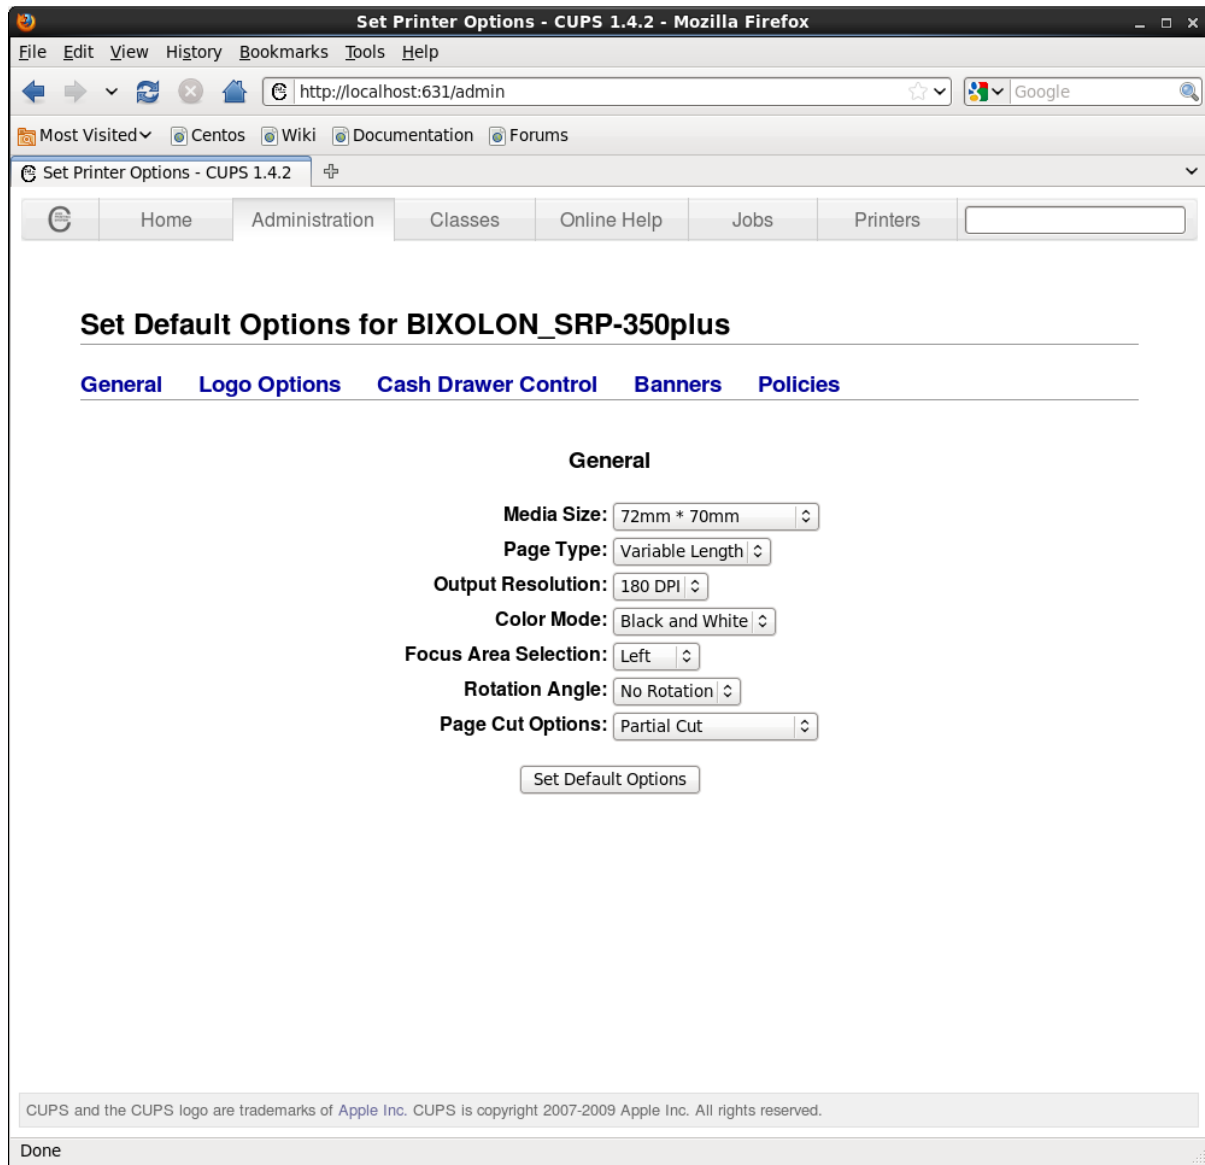 Set Printer Options - CUPS 1.4.2 - Mozilla Firefox
File Edit View History Bookmarks Tools Help
http://localhost:631/admin Google
Most Visited Centos Wiki Documentation Forums
Set Printer Options - CUPS 1.4.2
Home Administration Classes Online Help Jobs Printers
Set Default Options for BIXOLON_SRP-350plus
General Logo Options Cash Drawer Control Banners Policies
General
Media Size: 72mm * 70mm
Page Type: Variable Length
Output Resolution: 180 DPI
Color Mode: Black and White
Focus Area Selection: Left
Rotation Angle: No Rotation
Page Cut Options: Partial Cut
Set Default Options
CUPS and the CUPS logo are trademarks of Apple Inc. CUPS is copyright 2007-2009 Apple Inc. All rights reserved.
Done